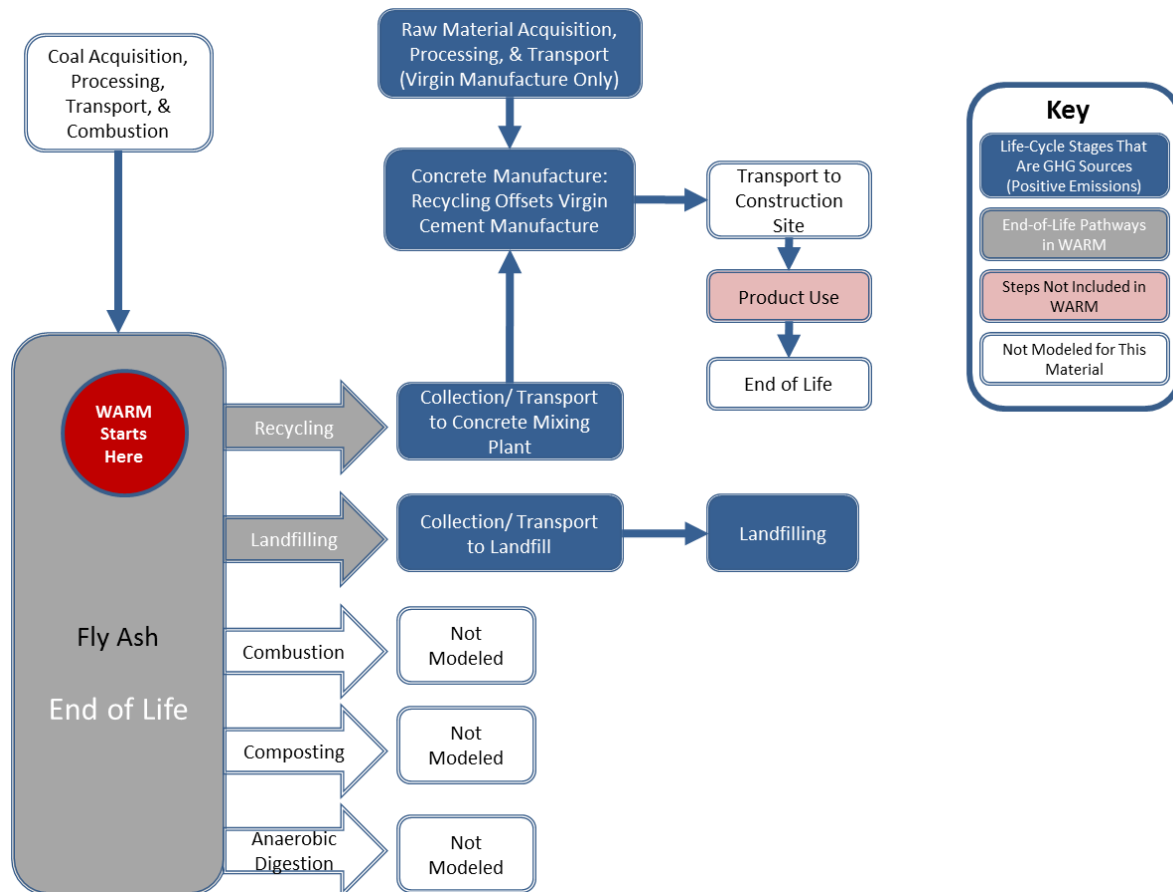 Coal Acquisition,
Processing,
Transport, &
Combustion
Raw Material Acquisition,
Processing, & Transport
(Virgin Manufacture Only)
Concrete Manufacture:
Recycling Offsets Virgin
Cement Manufacture
Transport to
Construction
Site
Product Use
End of Life
Key
Life-Cycle Stages That
Are GHG Sources
(Positive Emissions)
End-of-Life Pathways
in WARM
Steps Not Included in
WARM
Not Modeled for This
Material
WARM
Starts
Here
Fly Ash
End of Life
Recycling
Collection/ Transport
to Concrete Mixing
Plant
Landfilling
Collection/ Transport
to Landfill
Landfilling
Combustion
Not
Modeled
Composting
Not
Modeled
Anaerobic
Digestion
Not
Modeled